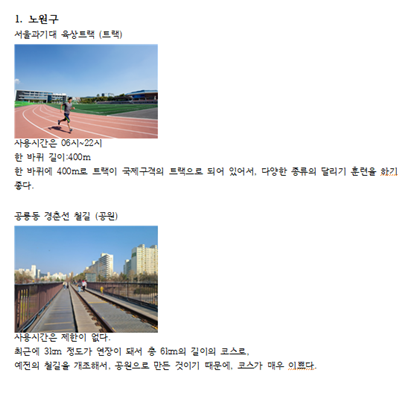 1. 노원구
서울과기대 육상트랙 (트랙)
사용시간은 06시~22시
한 바퀴 길이:400m
한 바퀴에 400m로 트랙이 국제규격의 트랙으로 되어 있어서, 다양한 종류의 달리기 훈련을 하기
좋다.
공릉동 경춘선 철길 (공원)
사용시간은 제한이 없다.
최근에 3km 정도가 연장이 돼서 총 6km의 길이의 코스로,
예전의 철길을 개조해서, 공원으로 만든 것이기 때문에, 코스가 매우 이쁘다.